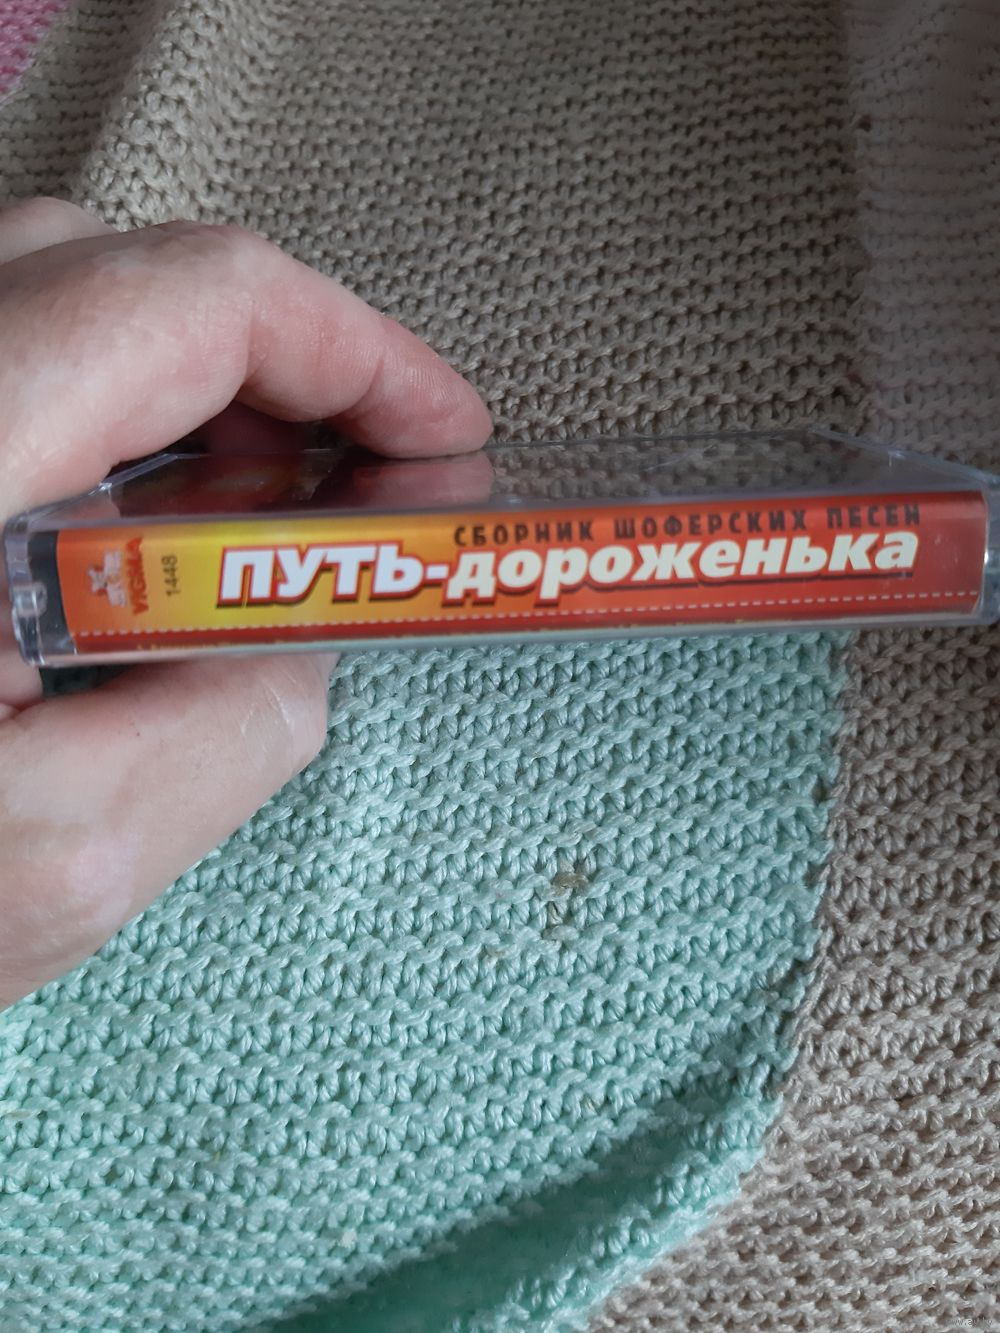 СБОРНИК ШОФЕРСКИХ ПЕСЕН
ПУТЬ-дороженька
1448
VIGMA